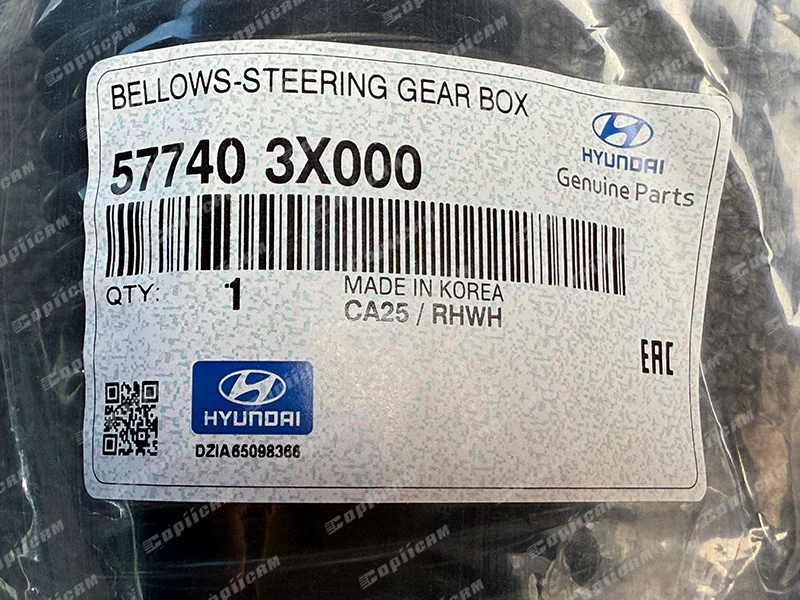 BELLOWS-STEERING GEAR BOX
57740 3X000
HYUNDAI
Genuine Parts
QTY: 1
MADE IN KOREA
CA25 / RHWH
EAC
HYUNDAI
DZIA65098366
CopiiCAM